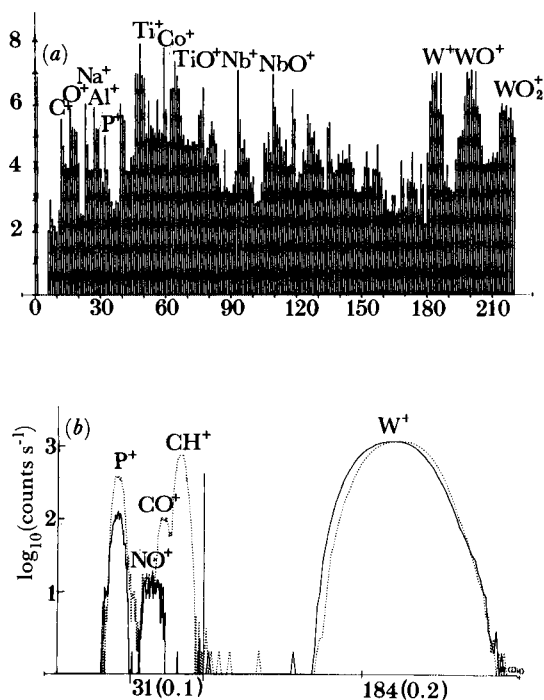 8
(a)
Ti⁺ Co⁺
TiO⁺ Nb⁺ NbO⁺
W⁺ WO⁺
WO₂⁺
Na⁺
O⁺ Al⁺
C⁺ P⁺
6
4
2
0 30 60 90 120 150 180 210
(b)
W⁺
CH⁺
P⁺
CO⁺
NO⁺
3
2
1
log₁₀(counts s⁻¹)
31(0.1) 184(0.2)